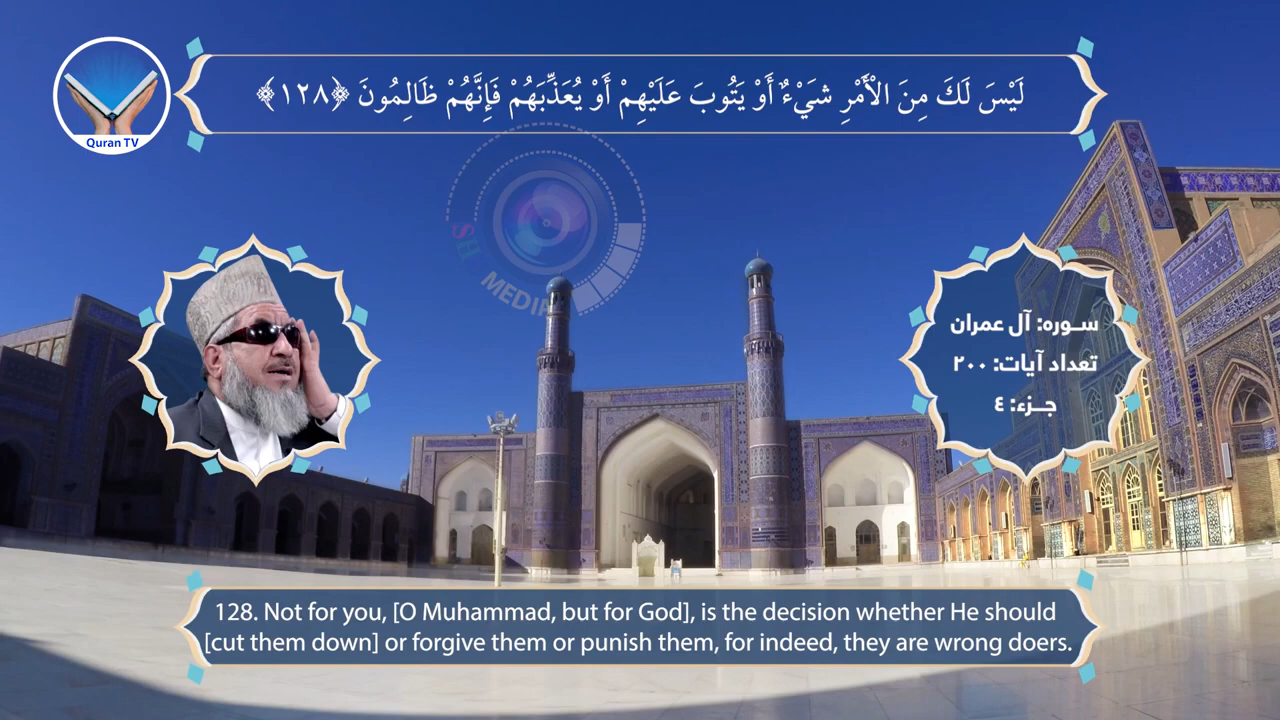 لَيْسَ لَكَ مِنَ الْأَمْرِ شَيْءٌ أَوْ يَتُوبَ عَلَيْهِمْ أَوْ يُعَذِّبَهُمْ فَإِنَّهُمْ ظَالِمُونَ ﴿١٢٨﴾
Quran TV
MEDIA
سوره: آل عمران
تعداد آیات: ٢٠٠
جزء: ٤
128. Not for you, [O Muhammad, but for God], is the decision whether He should
[cut them down] or forgive them or punish them, for indeed, they are wrong doers.